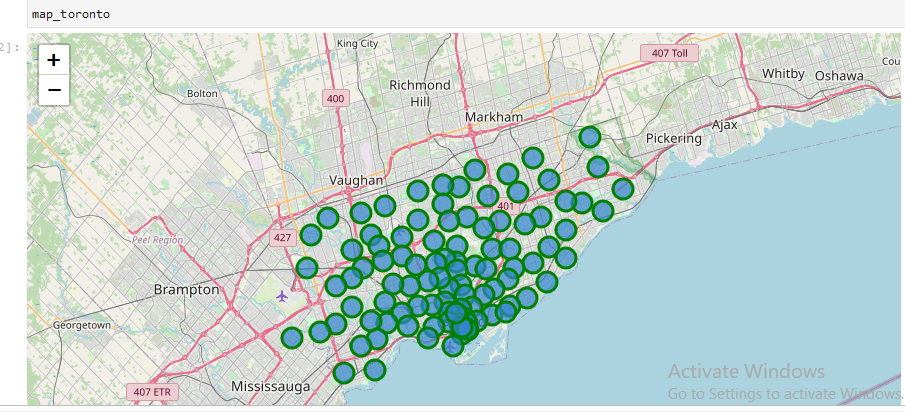 map_toronto
2]:
+
−
King City
407 Toll
Whitby
Oshawa
Cou
Bolton
400
Richmond
Hill
Markham
Ajax
Pickering
Vaughan
401
427
Peel Region
Brampton
Georgetown
Activate Windows
Go to Settings to activate Windows.
407 ETR
Mississauga